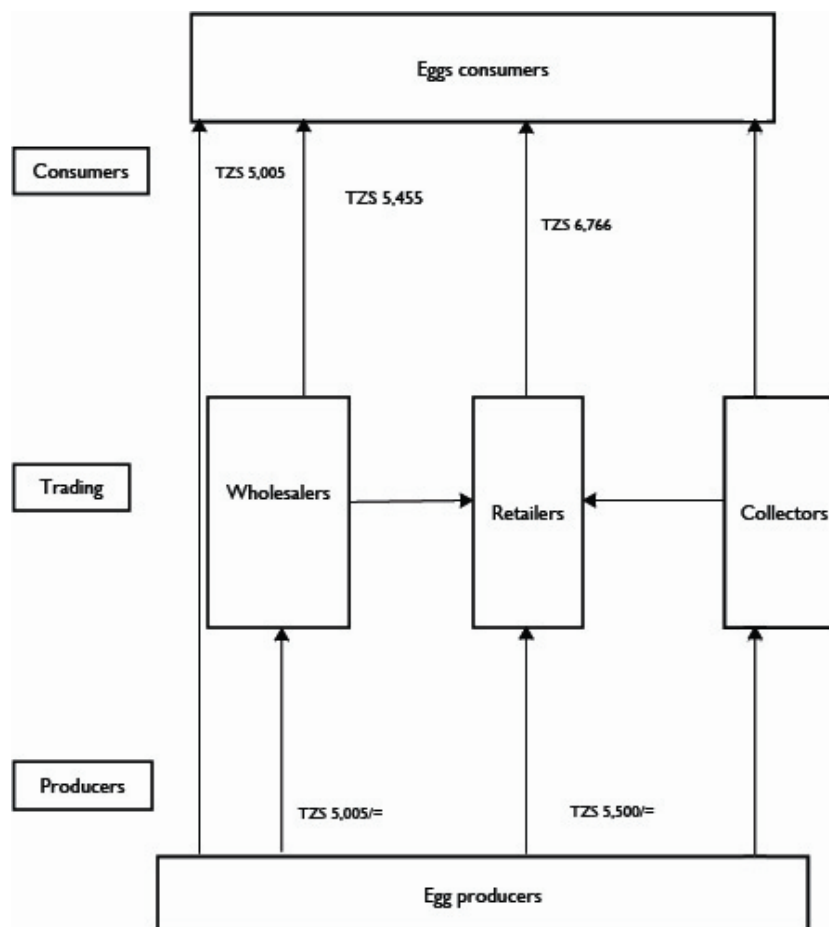 Eggs consumers
Consumers
TZS 5,005
TZS 5,455
TZS 6,766
Trading
Wholesalers
Retailers
Collectors
Producers
TZS 5,005/=
TZS 5,500/=
Egg producers